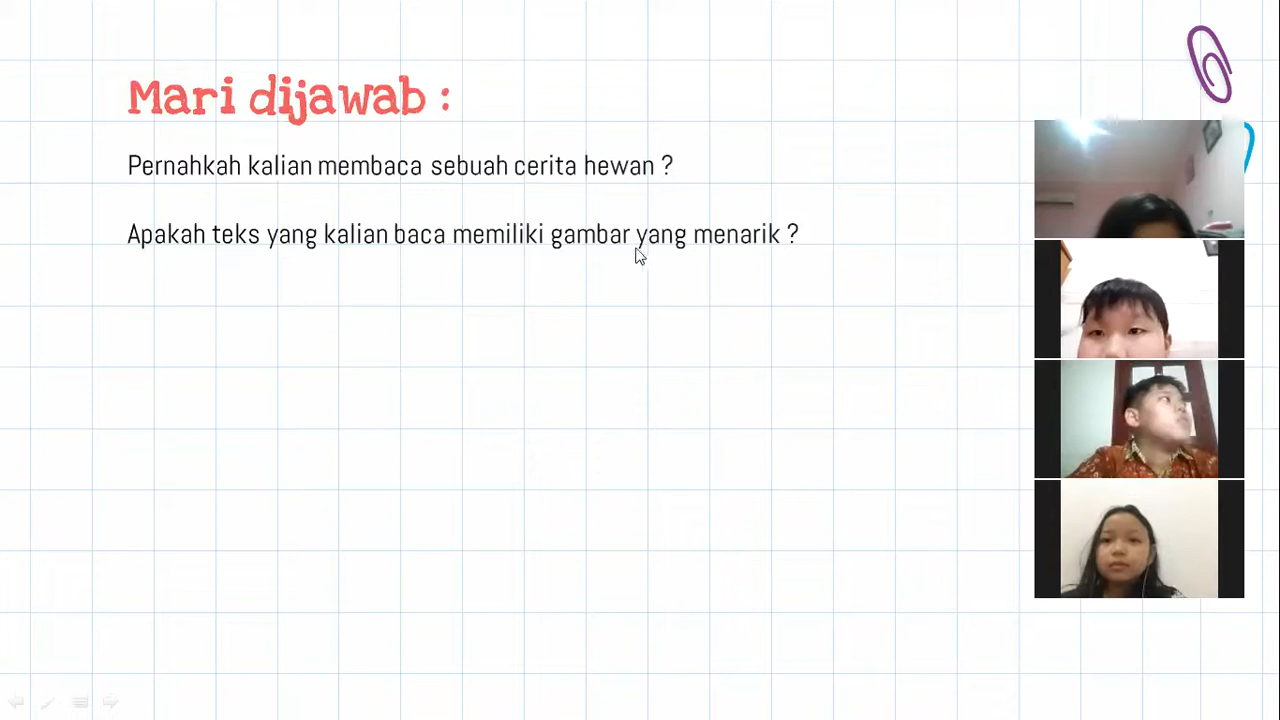 Mari dijawab :
Pernahkah kalian membaca sebuah cerita hewan ?
Apakah teks yang kalian baca memiliki gambar yang menarik ?